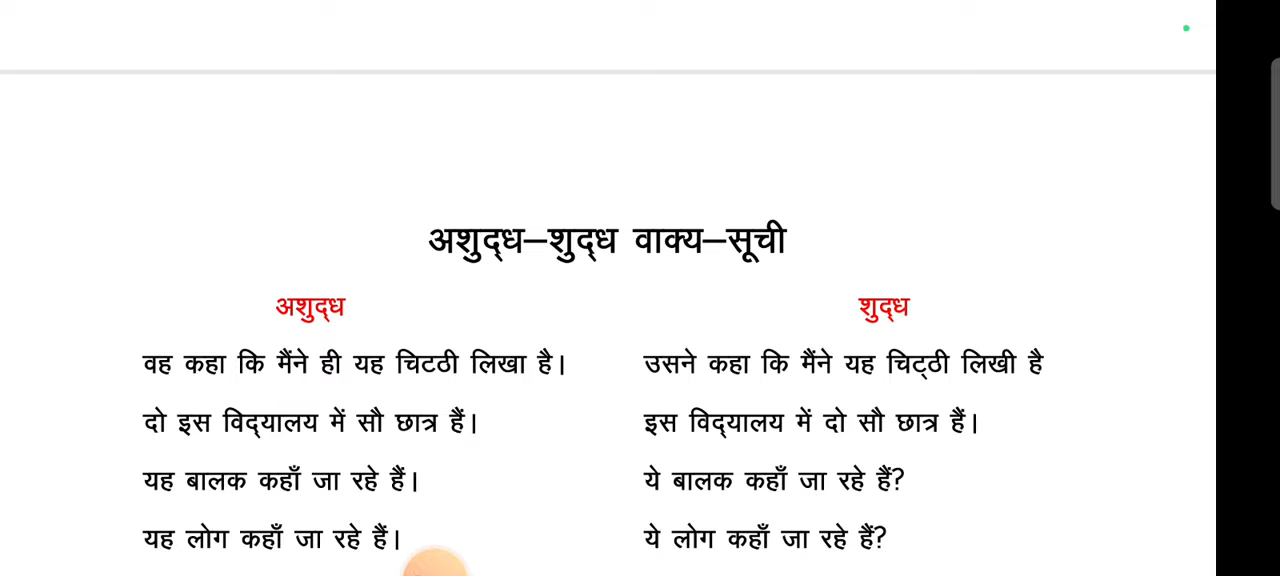 अशुद्ध–शुद्ध वाक्य–सूची
अशुद्ध शुद्ध
वह कहा कि मैंने ही यह चिटठी लिखा है। उसने कहा कि मैंने यह चिट्ठी लिखी है
दो इस विद्यालय में सौ छात्र हैं। इस विद्यालय में दो सौ छात्र हैं।
यह बालक कहाँ जा रहे हैं। ये बालक कहाँ जा रहे हैं?
यह लोग कहाँ जा रहे हैं। ये लोग कहाँ जा रहे हैं?